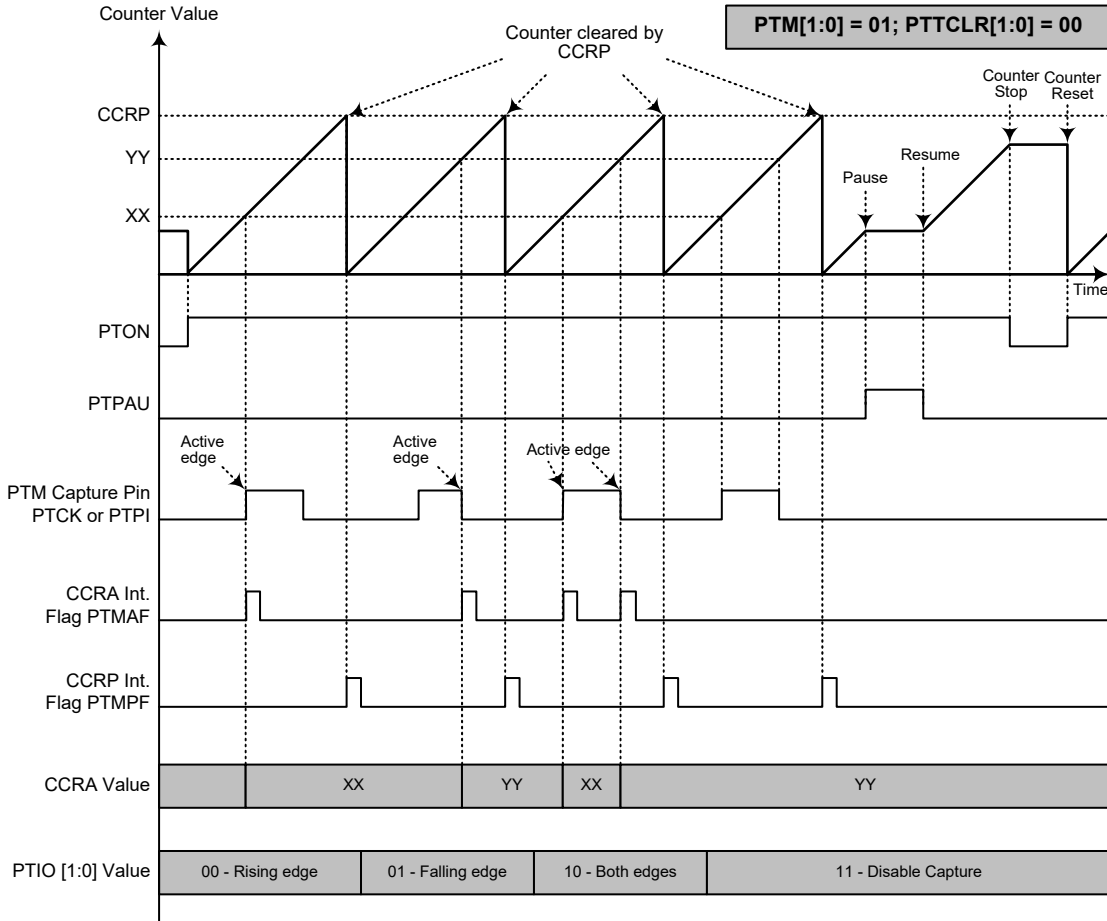 Counter Value
PTM[1:0] = 01; PTTCLR[1:0] = 00
Counter cleared by
CCRP
Counter
Stop
Counter
Reset
CCRP
YY
XX
Pause
Resume
Time
PTON
PTPAU
Active
edge
Active
edge
Active edge
PTM Capture Pin
PTCK or PTPI
CCRA Int.
Flag PTMAF
CCRP Int.
Flag PTMPF
CCRA Value
XX
YY
XX
YY
PTIO [1:0] Value
00 - Rising edge
01 - Falling edge
10 - Both edges
11 - Disable Capture